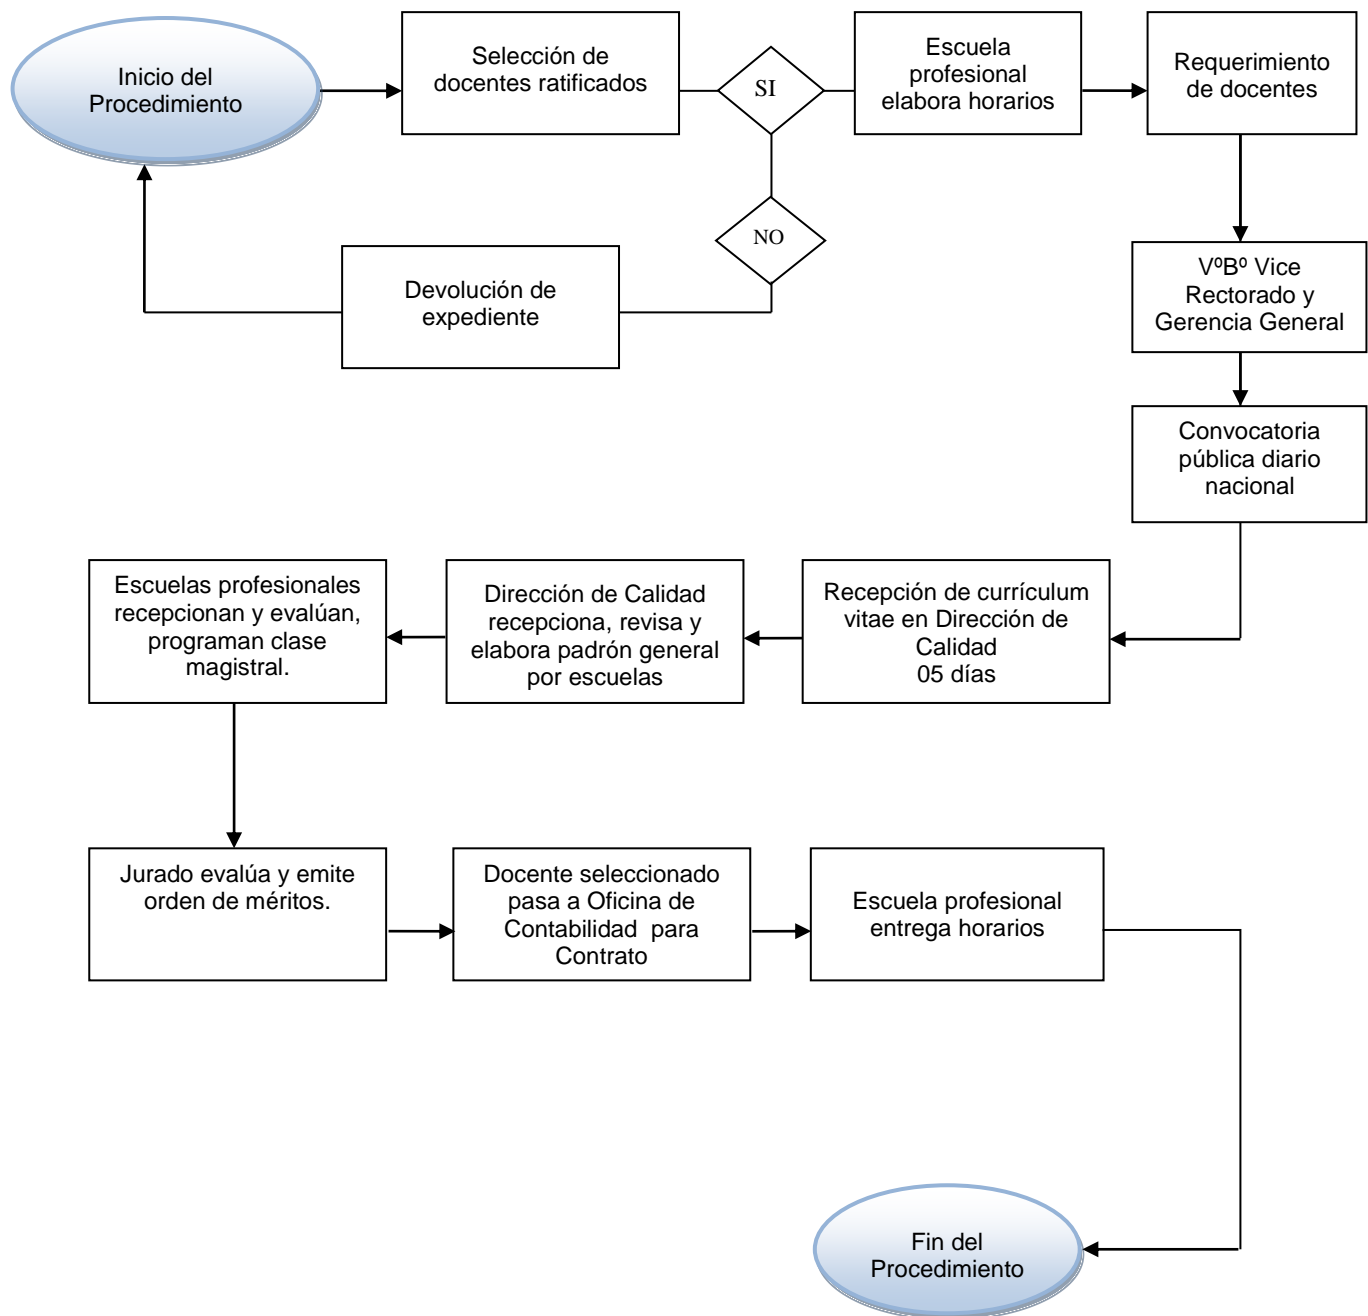 Inicio del
Procedimiento
Selección de
docentes ratificados
SI
Escuela
profesional
elabora horarios
Requerimiento
de docentes
NO
Devolución de
expediente
VºBº Vice
Rectorado y
Gerencia General
Convocatoria
pública diario
nacional
Escuelas profesionales
recepcionan y evalúan,
programan clase
magistral.
Dirección de Calidad
recepciona, revisa y
elabora padrón general
por escuelas
Recepción de currículum
vitae en Dirección de
Calidad
05 días
Jurado evalúa y emite
orden de méritos.
Docente seleccionado
pasa a Oficina de
Contabilidad  para
Contrato
Escuela profesional
entrega horarios
Fin del
Procedimiento